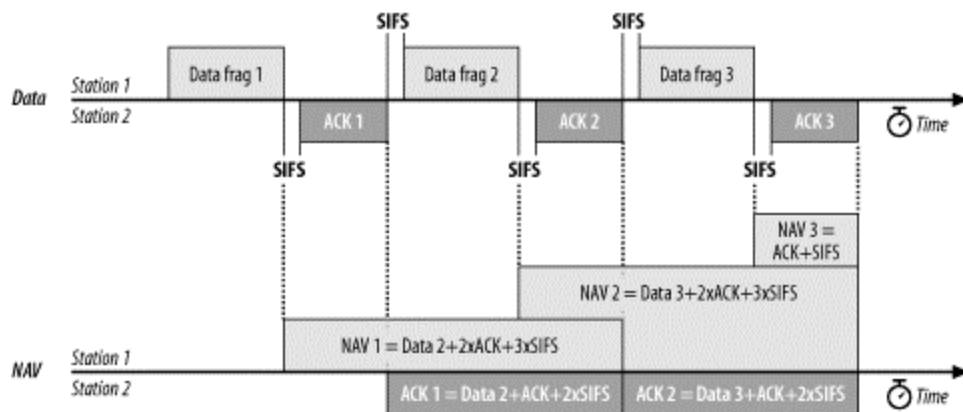 SIFS SIFS
Data frag 1 Data frag 2 Data frag 3
Station 1
Data
Station 2
ACK 1 ACK 2 ACK 3
Time
SIFS SIFS SIFS
NAV 3 =
ACK+SIFS
NAV 2 = Data 3+2xACK+3xSIFS
NAV 1 = Data 2+2xACK+3xSIFS
Station 1
NAV
Station 2
ACK 1 = Data 2+ACK+2xSIFS ACK 2 = Data 3+ACK+2xSIFS
Time